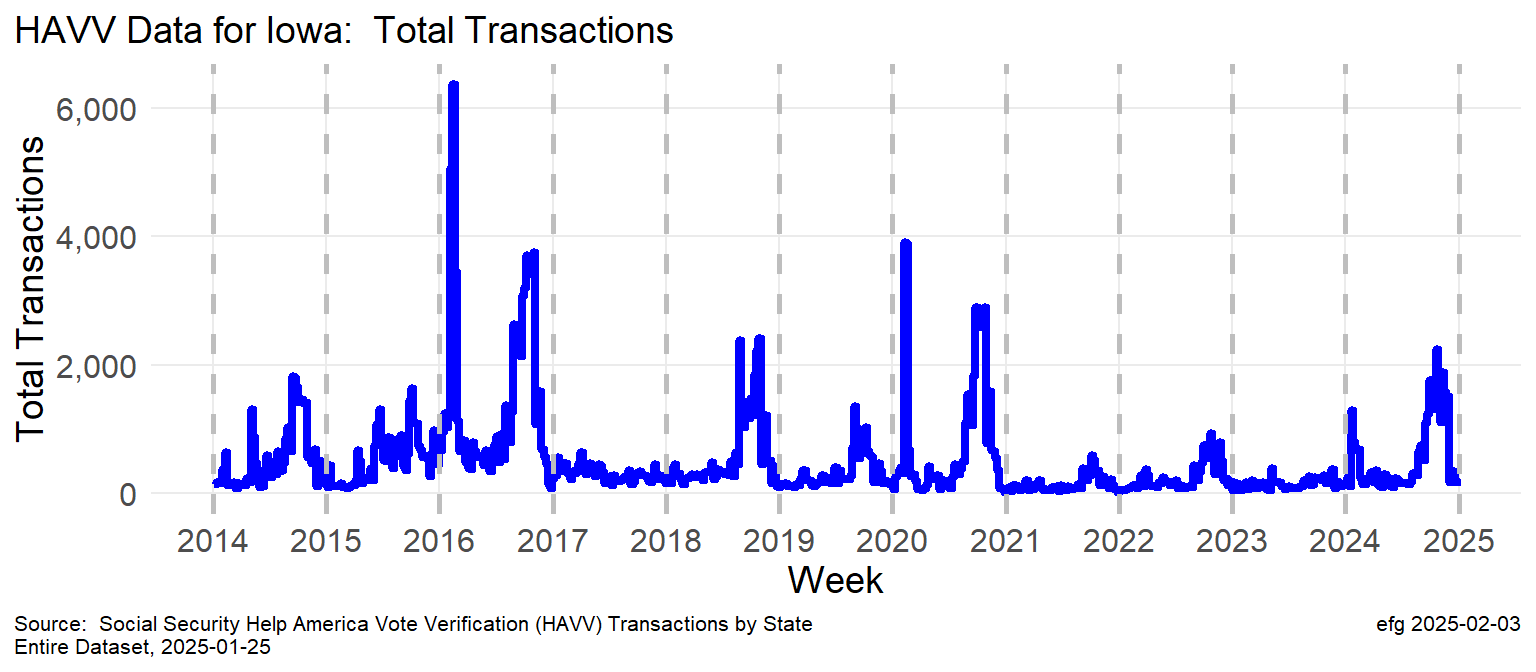 HAVV Data for Iowa:  Total Transactions
Total Transactions
6,000
4,000
2,000
0
2014 2015 2016 2017 2018 2019 2020 2021 2022 2023 2024 2025
Week
Source:  Social Security Help America Vote Verification (HAVV) Transactions by State
Entire Dataset, 2025-01-25
efg 2025-02-03